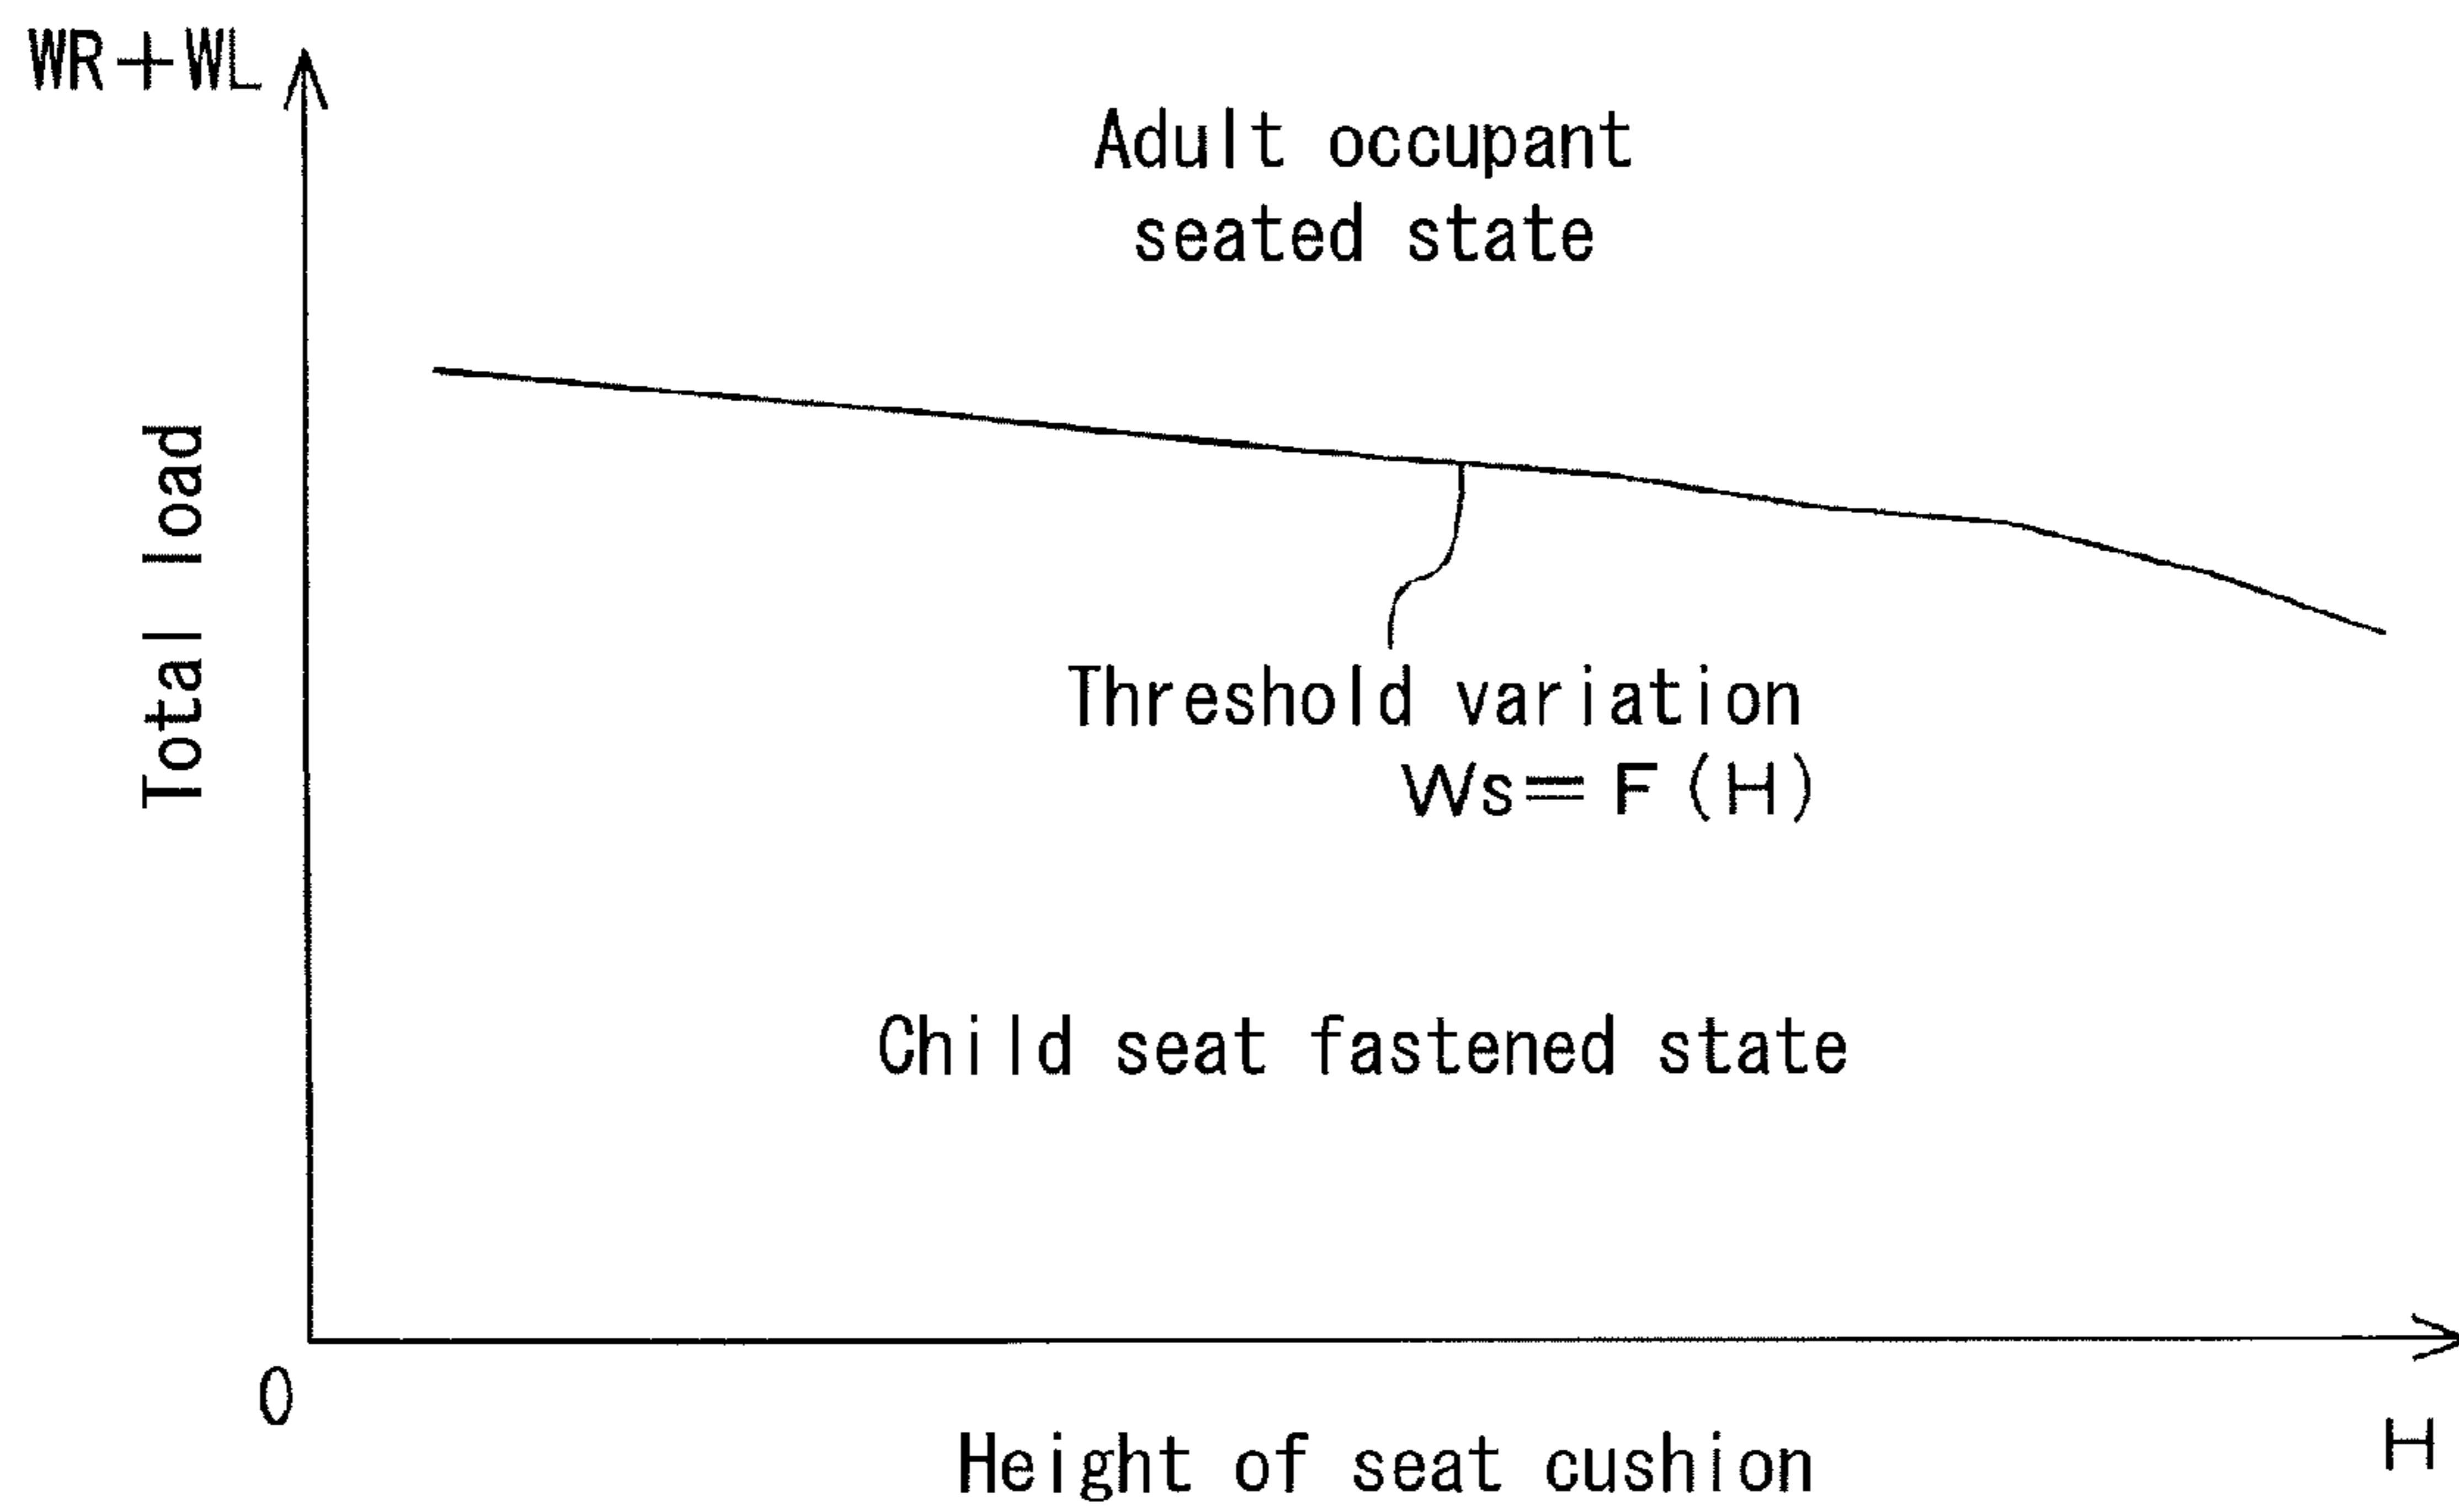 WR+WL
Adult occupant
seated state
Total load
Threshold variation
Ws=F(H)
Child seat fastened state
0
Height of seat cushion
H